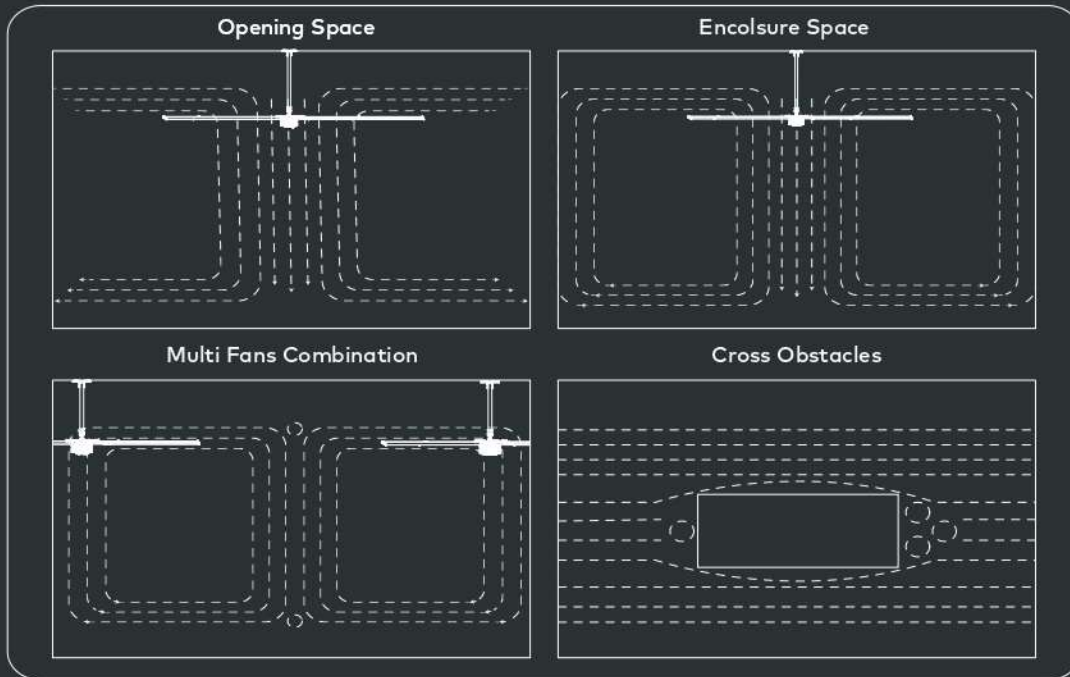 Opening Space
Encolsure Space
Multi Fans Combination
Cross Obstacles